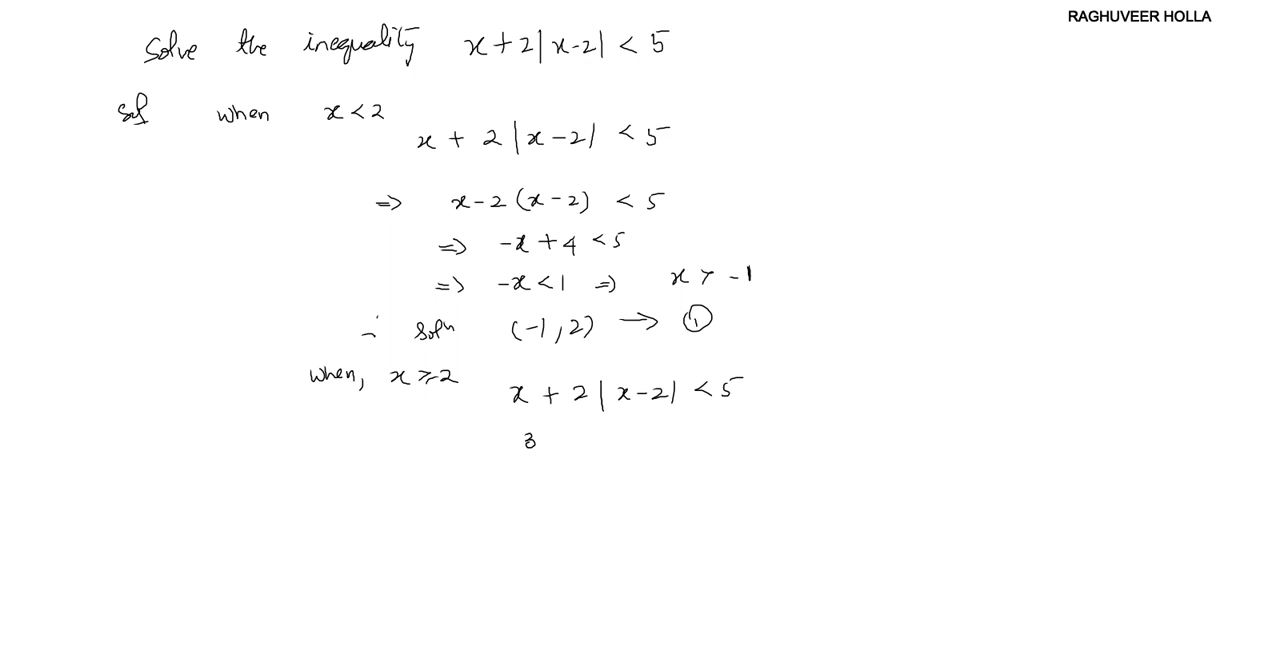 RAGHUVEER HOLLA
Solve the inequality x + 2|x-2| < 5
Sol when x < 2
x + 2|x-2| < 5
=> x - 2(x-2) < 5
=> -x + 4 < 5
=> -x < 1 => x > -1
∴ Soln (-1, 2) → ①
when, x ≥ 2
x + 2|x-2| < 5
3